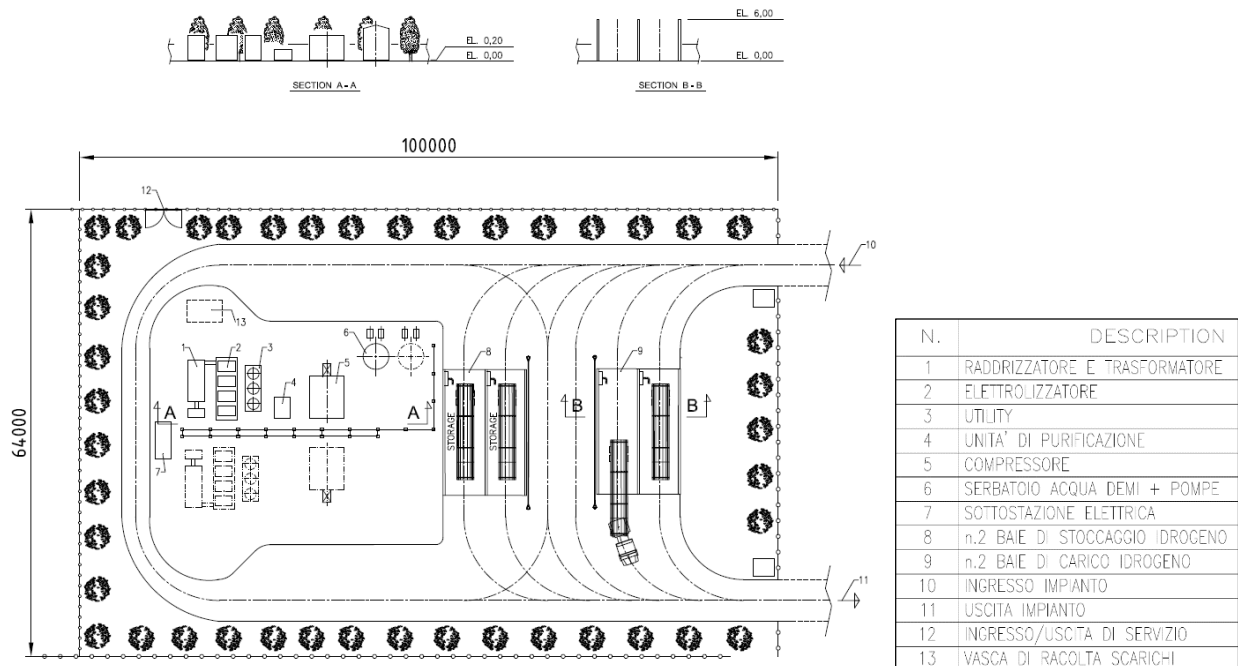 EL. 6,00
EL. 0,20
EL. 0,00
EL. 0,00
SECTION A - A
SECTION B - B
100000
12
10
64000
13
1
2
3
4
5
6
7
8
9
A
A
STORAGE
STORAGE
B
B
11
N. DESCRIPTION
1 RADDRIZZATORE E TRASFORMATORE
2 ELETTROLIZZATORE
3 UTILITY
4 UNITA' DI PURIFICAZIONE
5 COMPRESSORE
6 SERBATOIO ACQUA DEMI + POMPE
7 SOTTOSTAZIONE ELETTRICA
8 n.2 BAIE DI STOCCAGGIO IDROGENO
9 n.2 BAIE DI CARICO IDROGENO
10 INGRESSO IMPIANTO
11 USCITA IMPIANTO
12 INGRESSO/USCITA DI SERVIZIO
13 VASCA DI RACOLTA SCARICHI